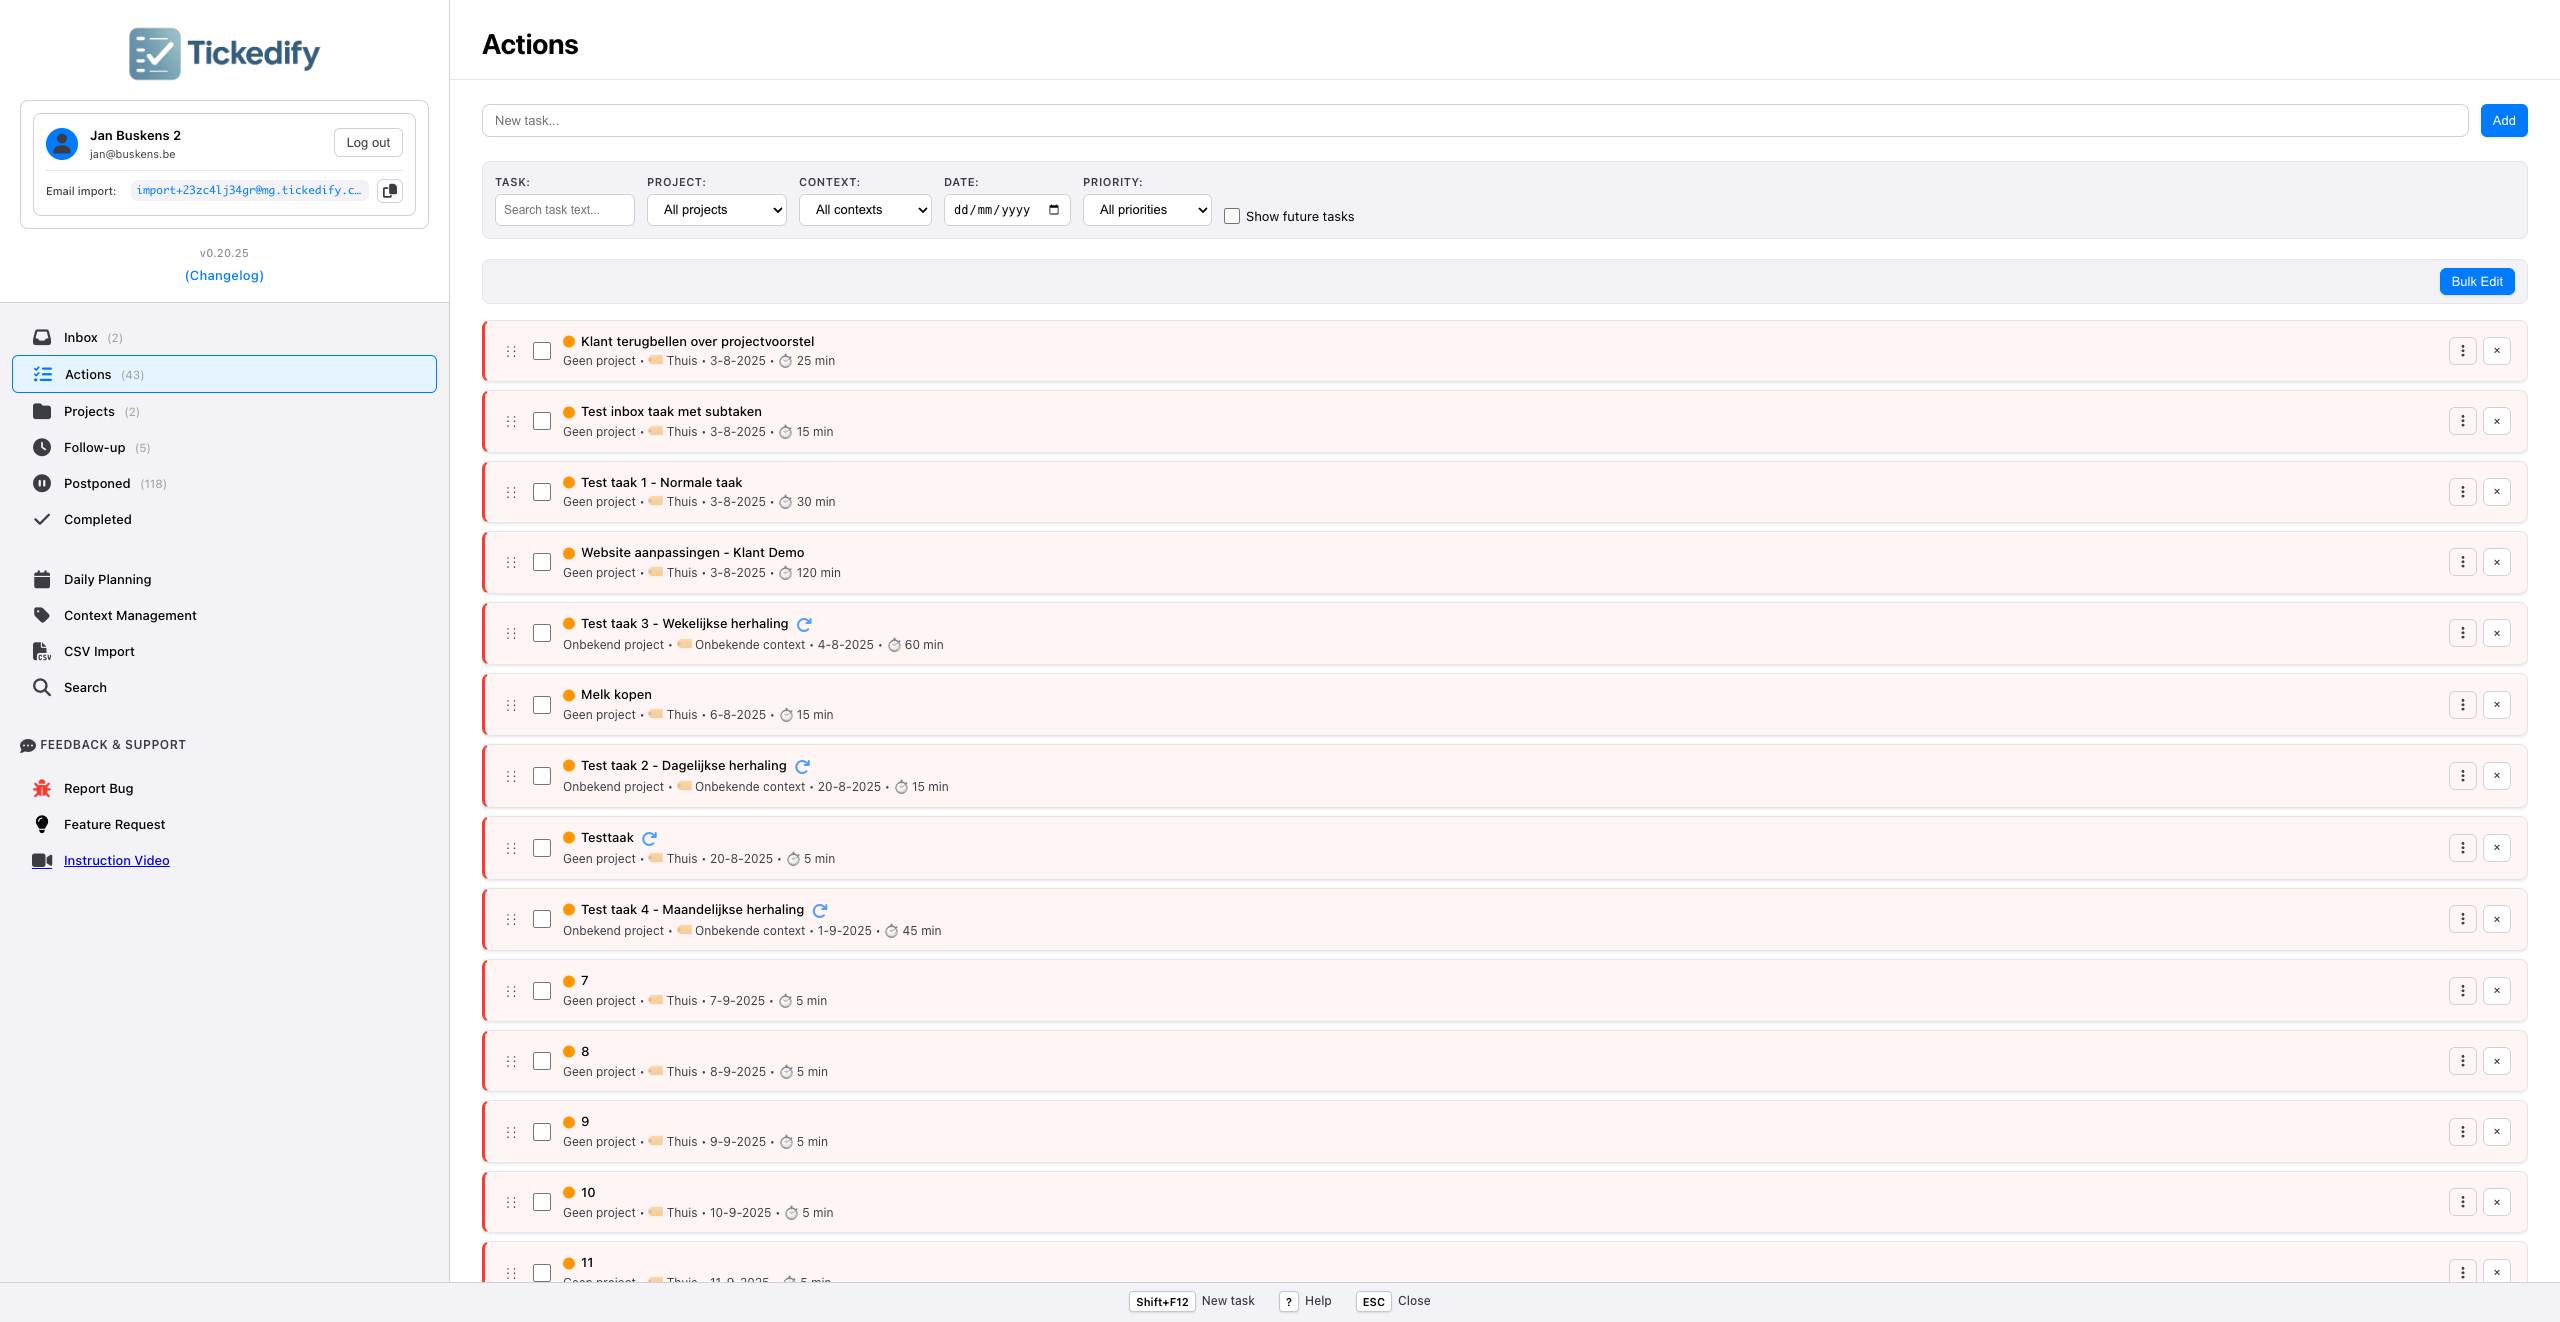 Tickedify
Jan Buskens 2
jan@buskens.be
Log out
Email import:
import+23zc4lj34gr@mg.tickedify.c…
v0.20.25
(Changelog)
Inbox (2)
Actions (43)
Projects (2)
Follow-up (5)
Postponed (118)
Completed
Daily Planning
Context Management
CSV Import
Search
FEEDBACK & SUPPORT
Report Bug
Feature Request
Instruction Video
Actions
New task...
Add
TASK:
Search task text...
PROJECT:
All projects
CONTEXT:
All contexts
DATE:
dd/mm/yyyy
PRIORITY:
All priorities
Show future tasks
Bulk Edit
Klant terugbellen over projectvoorstel
Geen project • Thuis • 3-8-2025 • 25 min
Test inbox taak met subtaken
Geen project • Thuis • 3-8-2025 • 15 min
Test taak 1 - Normale taak
Geen project • Thuis • 3-8-2025 • 30 min
Website aanpassingen - Klant Demo
Geen project • Thuis • 3-8-2025 • 120 min
Test taak 3 - Wekelijkse herhaling
Onbekend project • Onbekende context • 4-8-2025 • 60 min
Melk kopen
Geen project • Thuis • 6-8-2025 • 15 min
Test taak 2 - Dagelijkse herhaling
Onbekend project • Onbekende context • 20-8-2025 • 15 min
Testtaak
Geen project • Thuis • 20-8-2025 • 5 min
Test taak 4 - Maandelijkse herhaling
Onbekend project • Onbekende context • 1-9-2025 • 45 min
7
Geen project • Thuis • 7-9-2025 • 5 min
8
Geen project • Thuis • 8-9-2025 • 5 min
9
Geen project • Thuis • 9-9-2025 • 5 min
10
Geen project • Thuis • 10-9-2025 • 5 min
11
Geen project • Thuis • 11-9-2025 • 5 min
Shift+F12 New task ? Help ESC Close